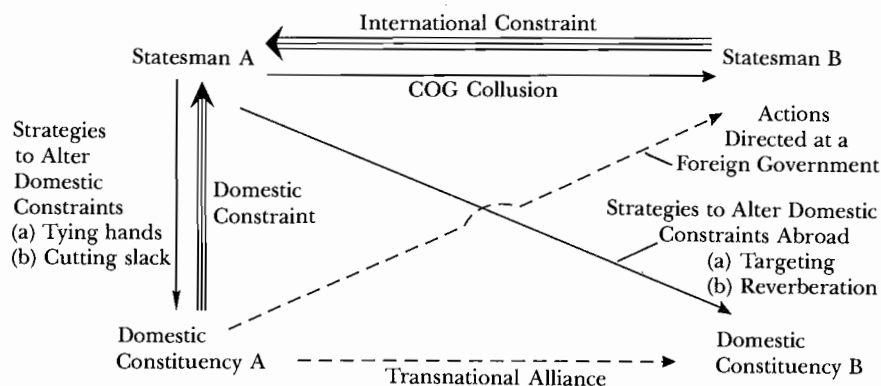 International Constraint
Statesman A
Statesman B
COG Collusion
Strategies
to Alter
Domestic
Constraints
(a) Tying hands
(b) Cutting slack
Domestic
Constraint
Actions
Directed at a
Foreign Government
Strategies to Alter Domestic
Constraints Abroad
(a) Targeting
(b) Reverberation
Domestic
Constituency A
Transnational Alliance
Domestic
Constituency B